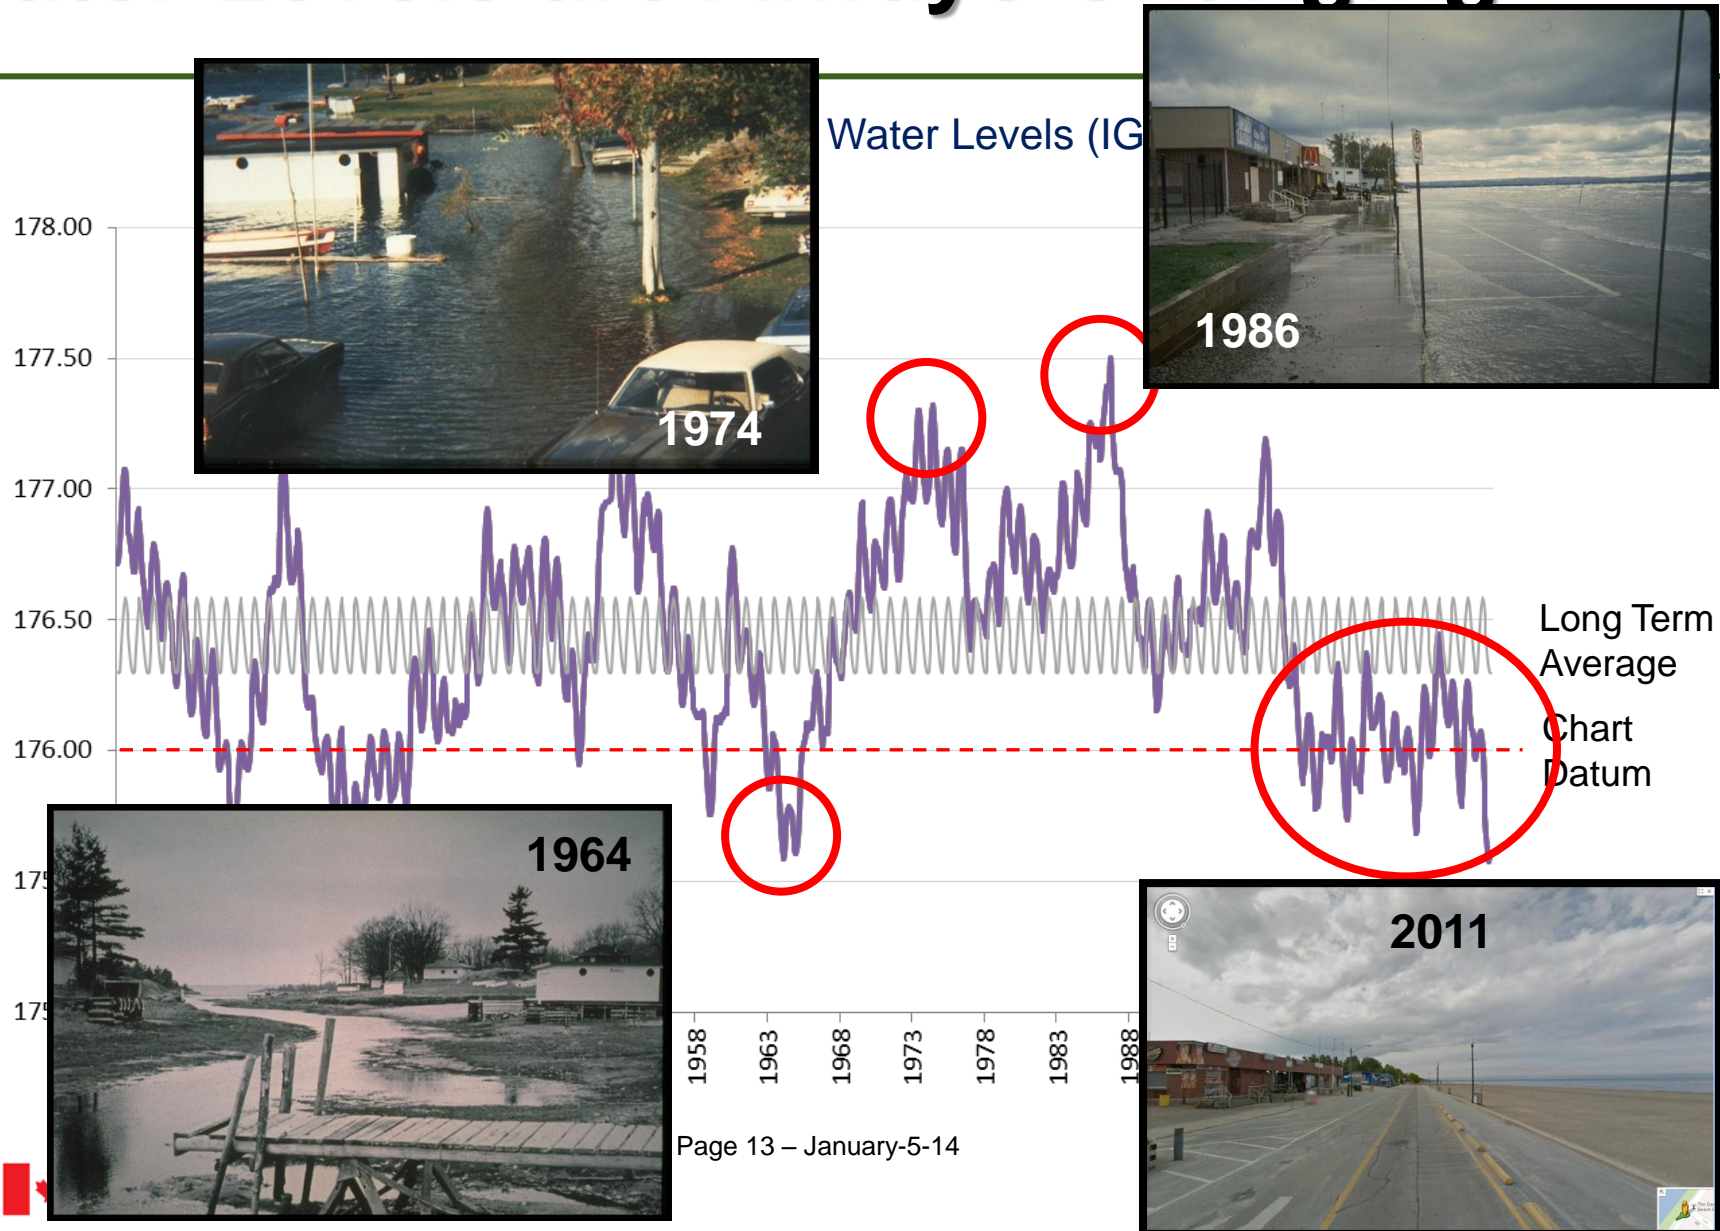 Water Levels (IG
1974
1986
178.00
177.50
177.00
176.50
176.00
Long Term
Average
Chart
Datum
1964
2011
1958
1963
1968
1973
1978
1983
1988
Page 13 – January-5-14